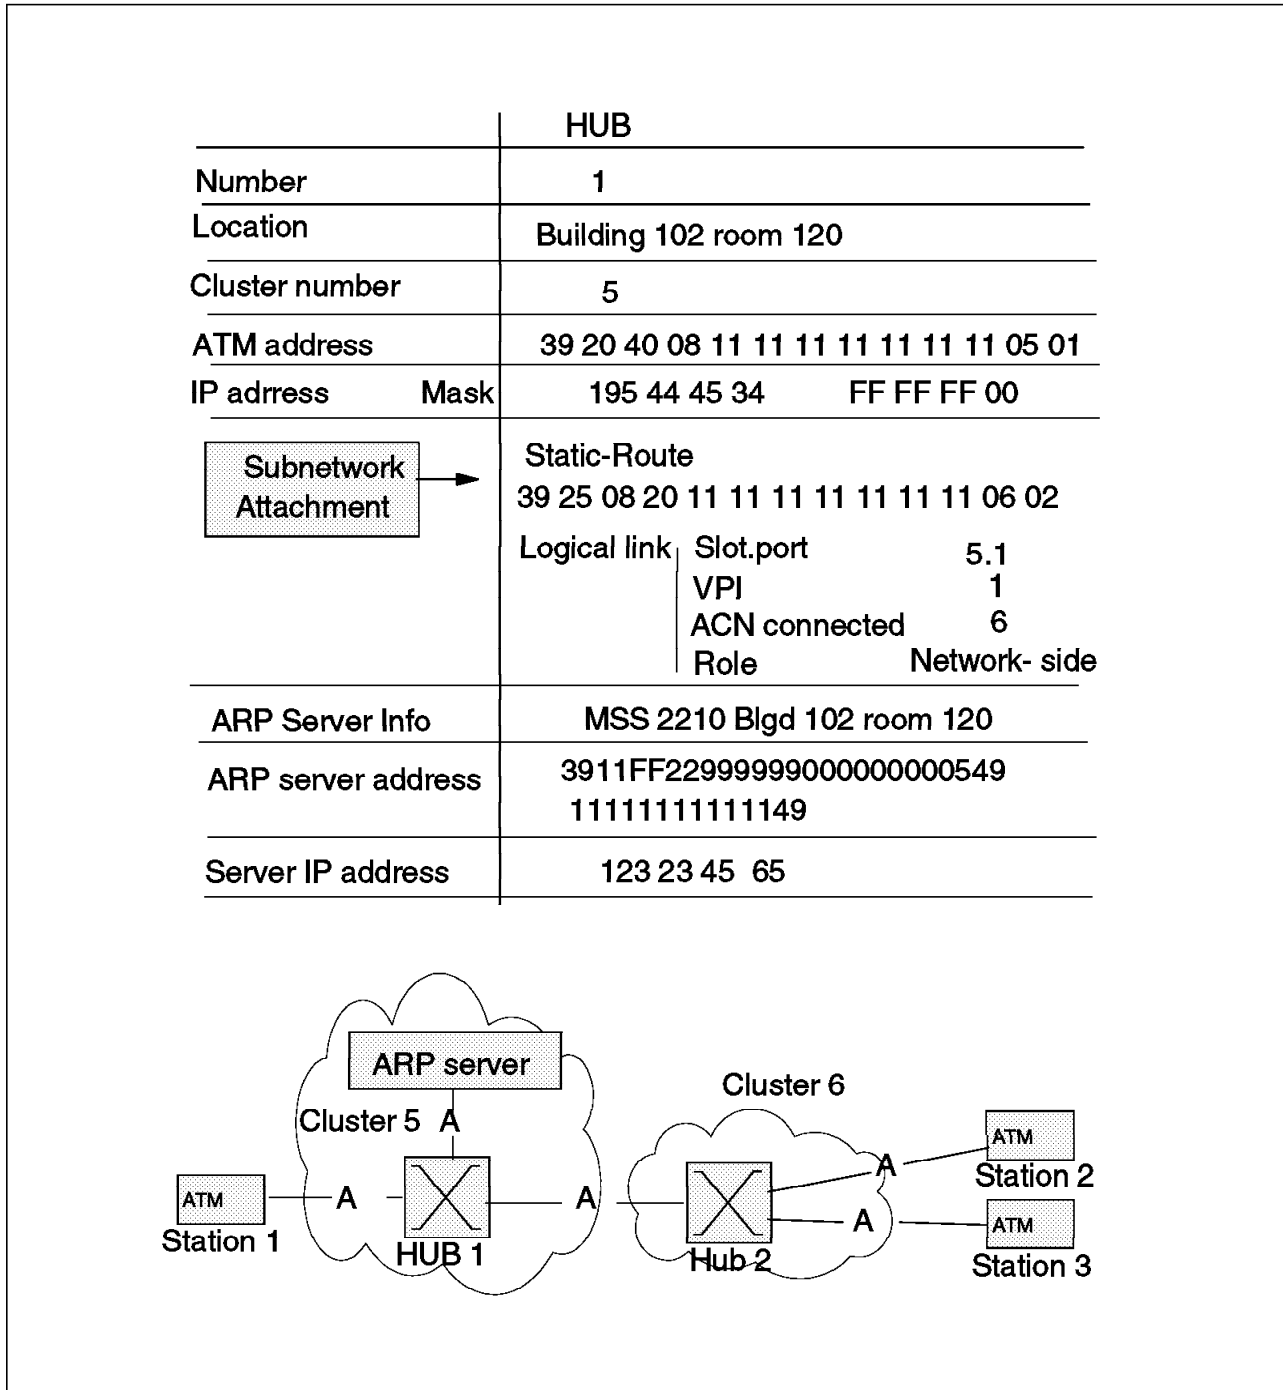 HUB
Number 1
Location Building 102 room 120
Cluster number 5
ATM address 39 20 40 08 11 11 11 11 11 11 11 05 01
IP adrress Mask 195 44 45 34 FF FF FF 00
Subnetwork
Attachment
Static-Route
39 25 08 20 11 11 11 11 11 11 11 06 02
Logical link Slot.port 5.1
VPI 1
ACN connected 6
Role Network- side
ARP Server Info MSS 2210 Blgd 102 room 120
ARP server address 3911FF22999999000000000549
11111111111149
Server IP address 123 23 45 65
ARP server
Cluster 5 A
Cluster 6
ATM
Station 1
A
HUB 1
A
Hub 2
A
ATM
Station 2
A
ATM
Station 3